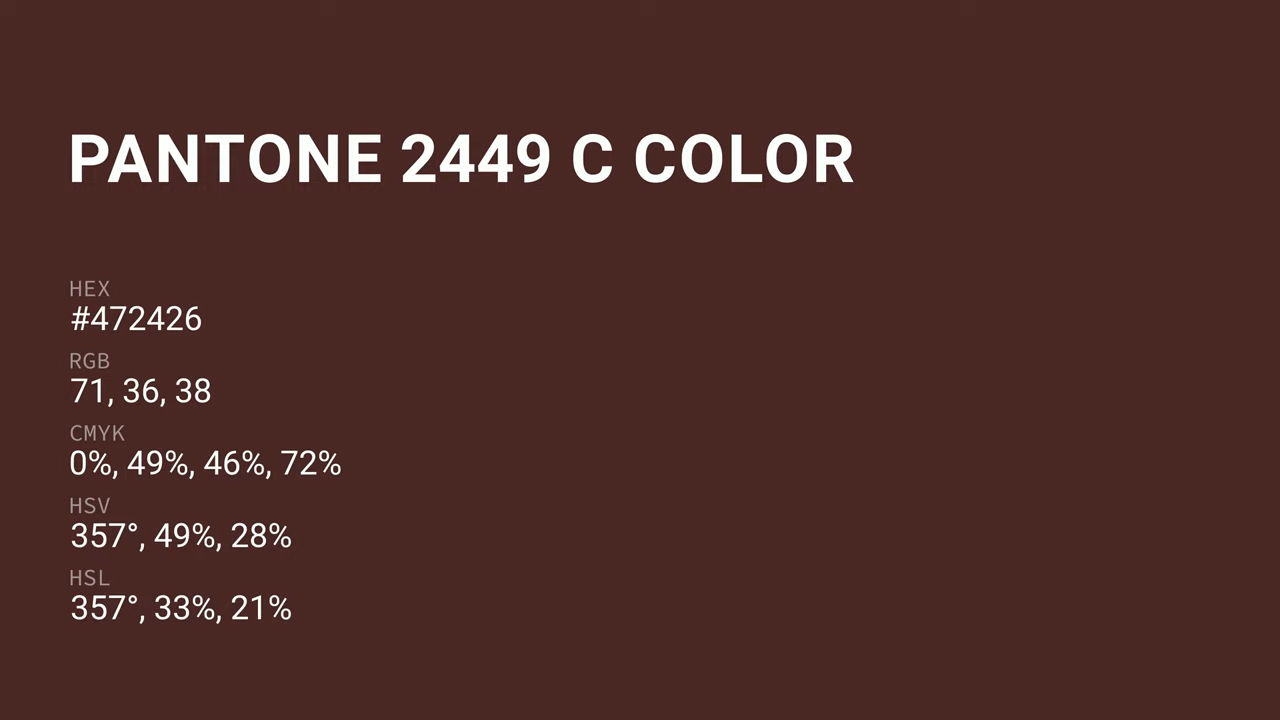 PANTONE 2449 C COLOR
HEX
#472426
RGB
71, 36, 38
CMYK
0%, 49%, 46%, 72%
HSV
357°, 49%, 28%
HSL
357°, 33%, 21%